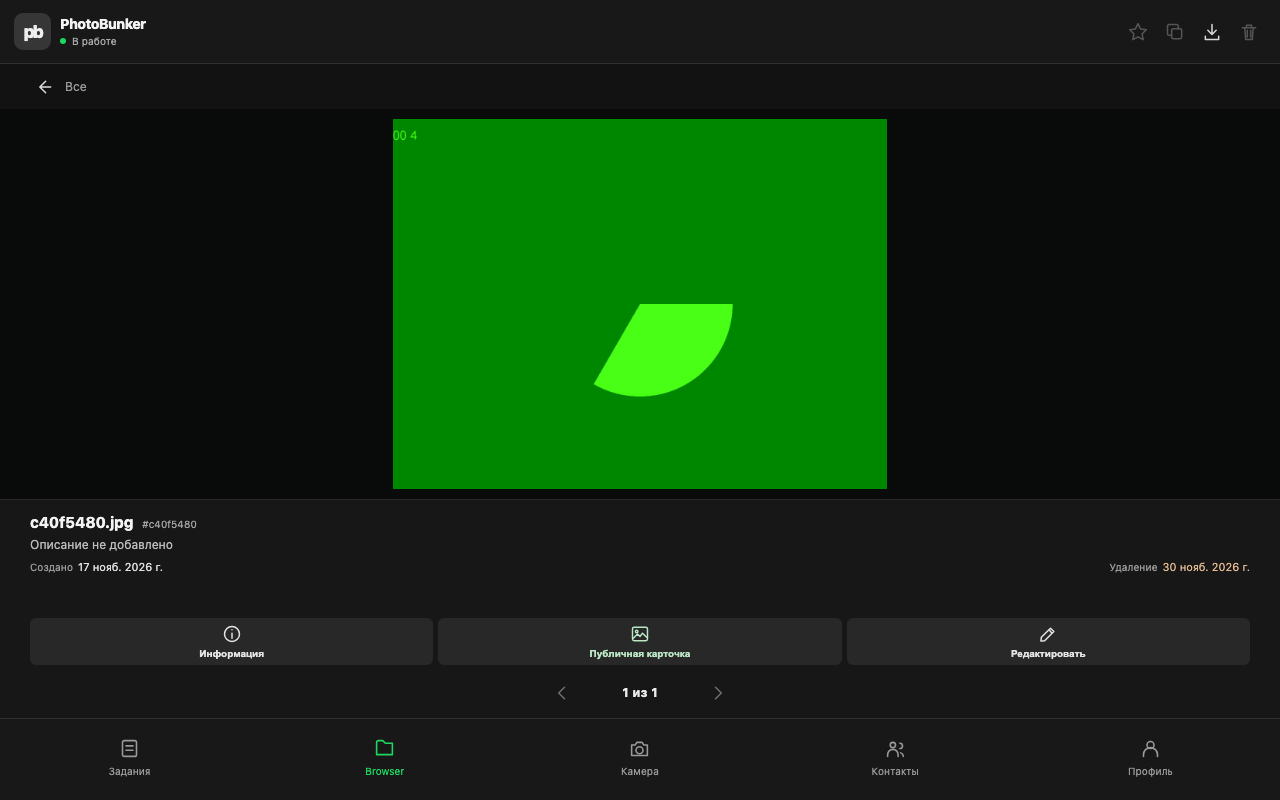 pb
PhotoBunker
В работе
Все
00 4
c40f5480.jpg #c40f5480
Описание не добавлено
Создано 17 нояб. 2026 г.
Удаление 30 нояб. 2026 г.
Информация
Публичная карточка
Редактировать
1 из 1
Задания
Browser
Камера
Контакты
Профиль